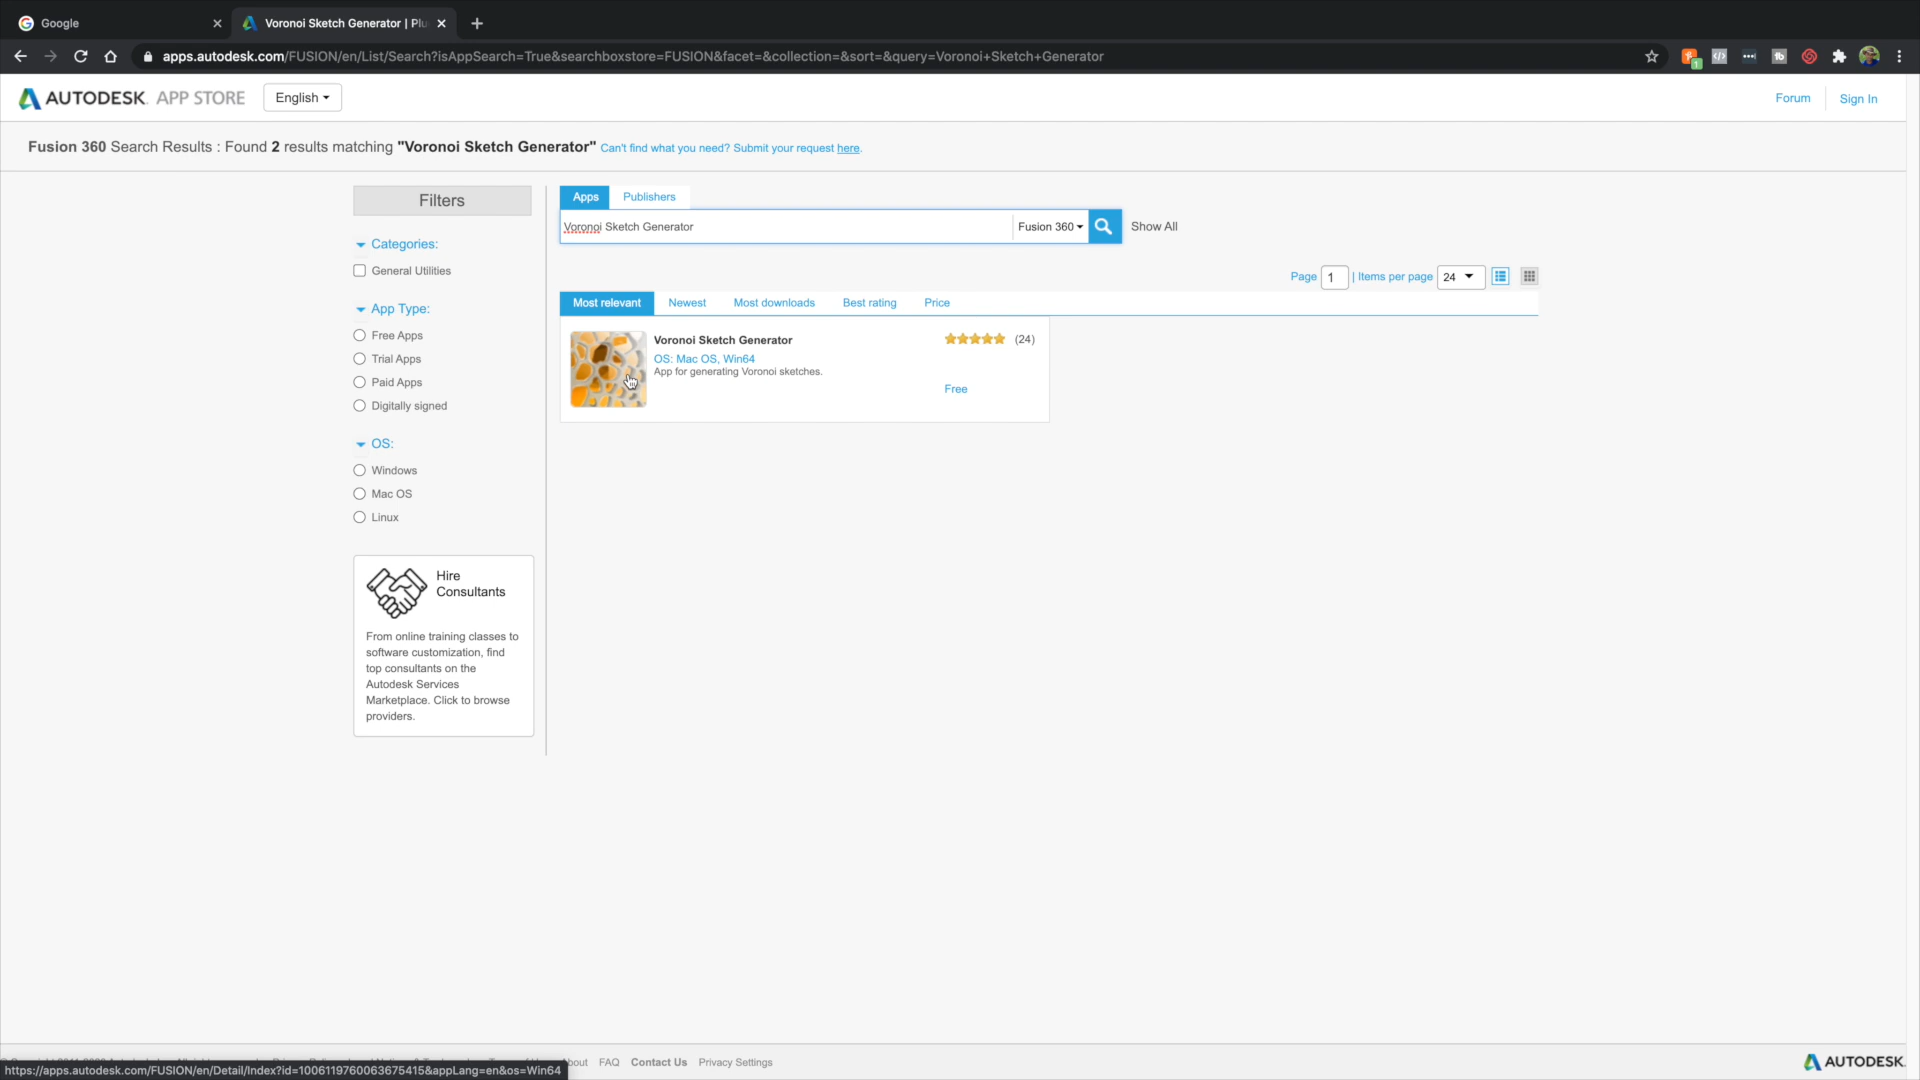 Google
Voronoi Sketch Generator | Plu
apps.autodesk.com/FUSION/en/List/Search?isAppSearch=True&searchboxstore=FUSION&facet=&collection=&sort=&query=Voronoi+Sketch+Generator
1
tb
AUTODESK. APP STORE
English
Forum
Sign In
Fusion 360 Search Results : Found 2 results matching "Voronoi Sketch Generator" Can't find what you need? Submit your request here.
Filters
Categories:
General Utilities
App Type:
Free Apps
Trial Apps
Paid Apps
Digitally signed
OS:
Windows
Mac OS
Linux
Hire
Consultants
From online training classes to
software customization, find
top consultants on the
Autodesk Services
Marketplace. Click to browse
providers.
Apps
Publishers
Voronoi Sketch Generator
Fusion 360
Show All
Page 1 | Items per page 24
Most relevant
Newest
Most downloads
Best rating
Price
Voronoi Sketch Generator
(24)
OS: Mac OS, Win64
App for generating Voronoi sketches.
Free
FAQ
Contact Us
Privacy Settings
AUTODESK.
https://apps.autodesk.com/FUSION/en/Detail/Index?id=1006119760063675415&appLang=en&os=Win64